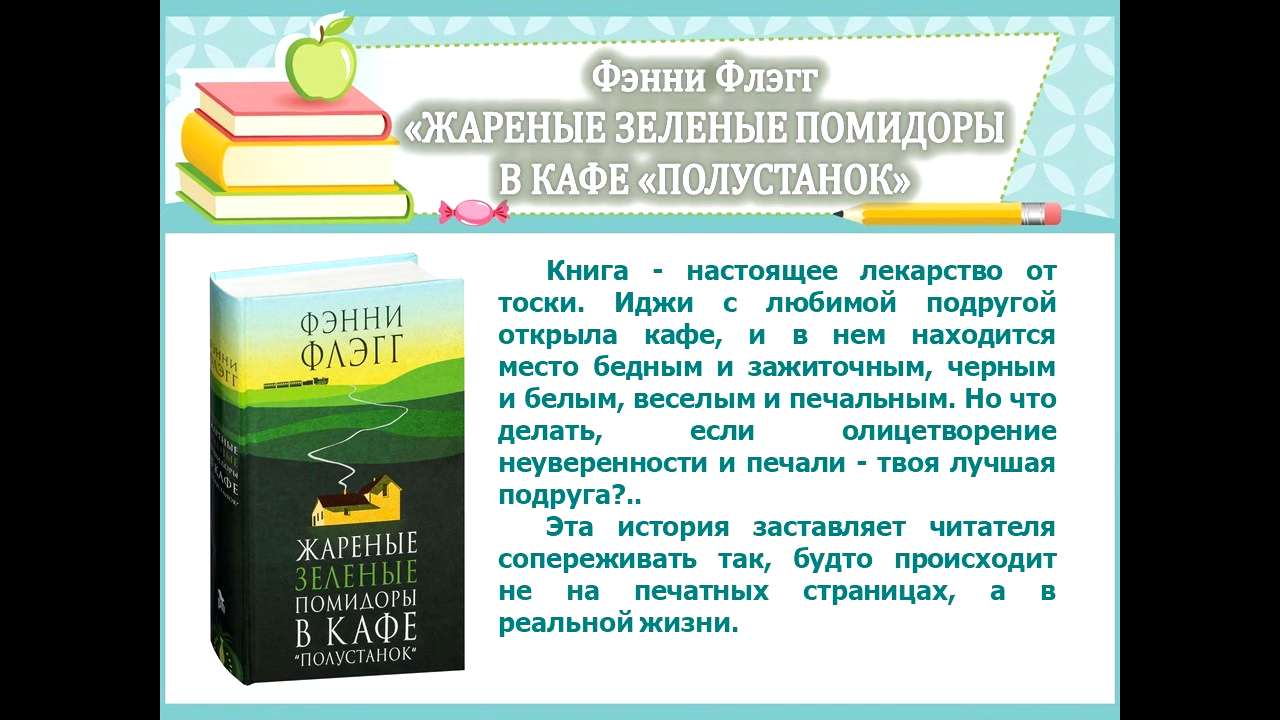 Фэнни Флэгг
«ЖАРЕНЫЕ ЗЕЛЕНЫЕ ПОМИДОРЫ
В КАФЕ «ПОЛУСТАНОК»
ФЭННИ
ФЛЭГГ
ЖАРЕНЫЕ
ЗЕЛЕНЫЕ
ПОМИДОРЫ
В КАФЕ
"ПОЛУСТАНОК"
Книга - настоящее лекарство от
тоски. Иджи с любимой подругой
открыла кафе, и в нем находится
место бедным и зажиточным, черным
и белым, веселым и печальным. Но что
делать, если олицетворение
неуверенности и печали - твоя лучшая
подруга?..
Эта история заставляет читателя
сопереживать так, будто происходит
не на печатных страницах, а в
реальной жизни.